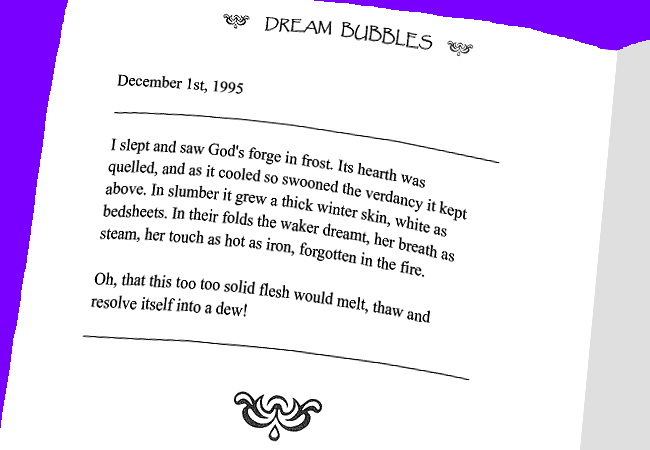 DREAM BUBBLES
December 1st, 1995
I slept and saw God's forge in frost. Its hearth was
quelled, and as it cooled so swooned the verdancy it kept
above. In slumber it grew a thick winter skin, white as
bedsheets. In their folds the waker dreamt, her breath as
steam, her touch as hot as iron, forgotten in the fire.
Oh, that this too too solid flesh would melt, thaw and
resolve itself into a dew!